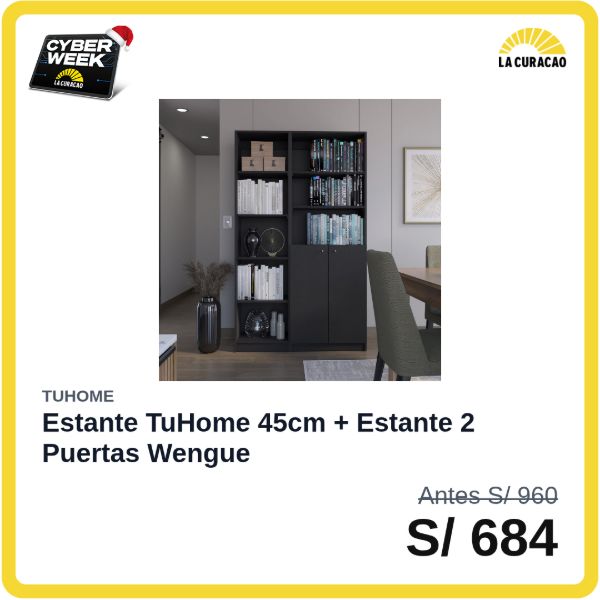 CYBER
WEEK
LA CURACAO
LA CURACAO
TUHOME
Estante TuHome 45cm + Estante 2
Puertas Wengue
Antes S/ 960
S/ 684